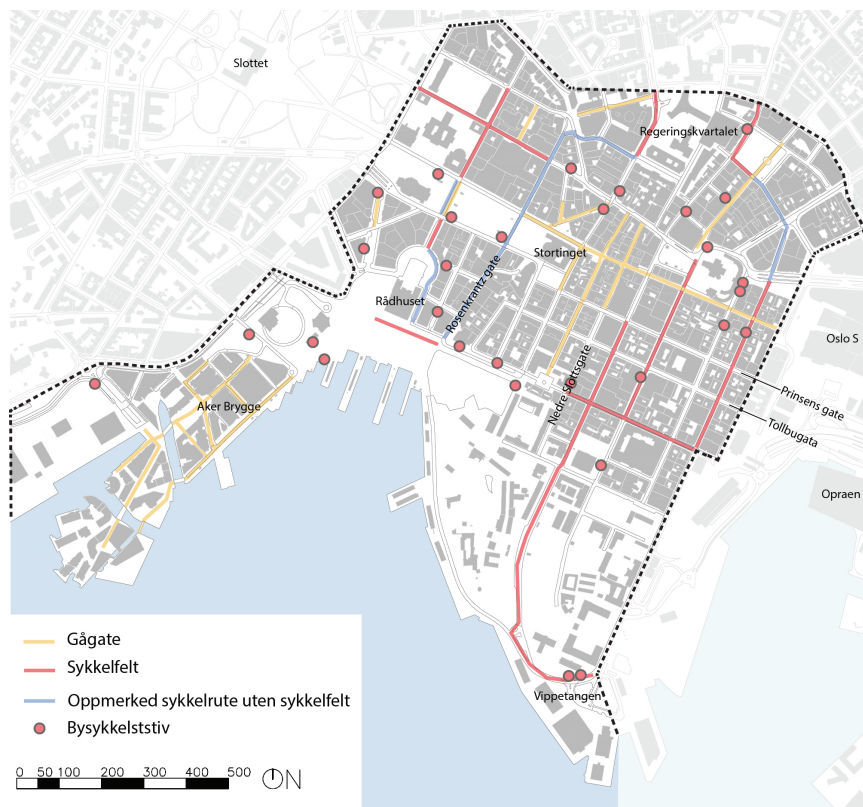 Slottet
Regeringskvartalet
Stortinget
Rådhuset
Rosenkrantz gate
Oslo S
Nedre Slottsgate
Prinsens gate
Aker Brygge
Tollbugata
Opraen
Gågate
Sykkelfelt
Oppmerked sykkelrute uten sykkelfelt
Bysykkelststiv
Vippetangen
0 50 100 200 300 400 500 N